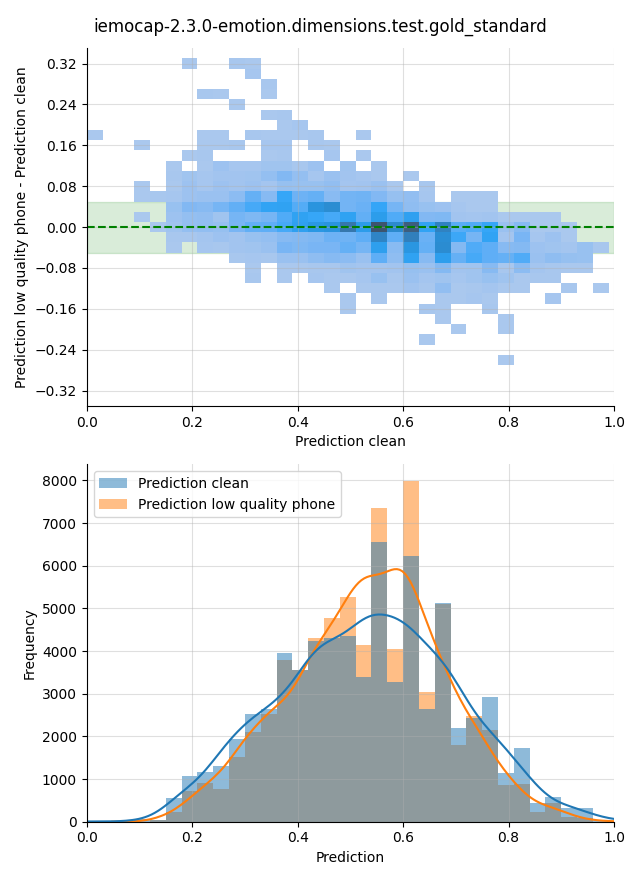 iemocap-2.3.0-emotion.dimensions.test.gold_standard
Prediction low quality phone - Prediction clean
0.32
0.24
0.16
0.08
0.00
−0.08
−0.16
−0.24
−0.32
0.0 0.2 0.4 0.6 0.8 1.0
Prediction clean
Prediction clean
Prediction low quality phone
Frequency
8000
7000
6000
5000
4000
3000
2000
1000
0
0.0 0.2 0.4 0.6 0.8 1.0
Prediction